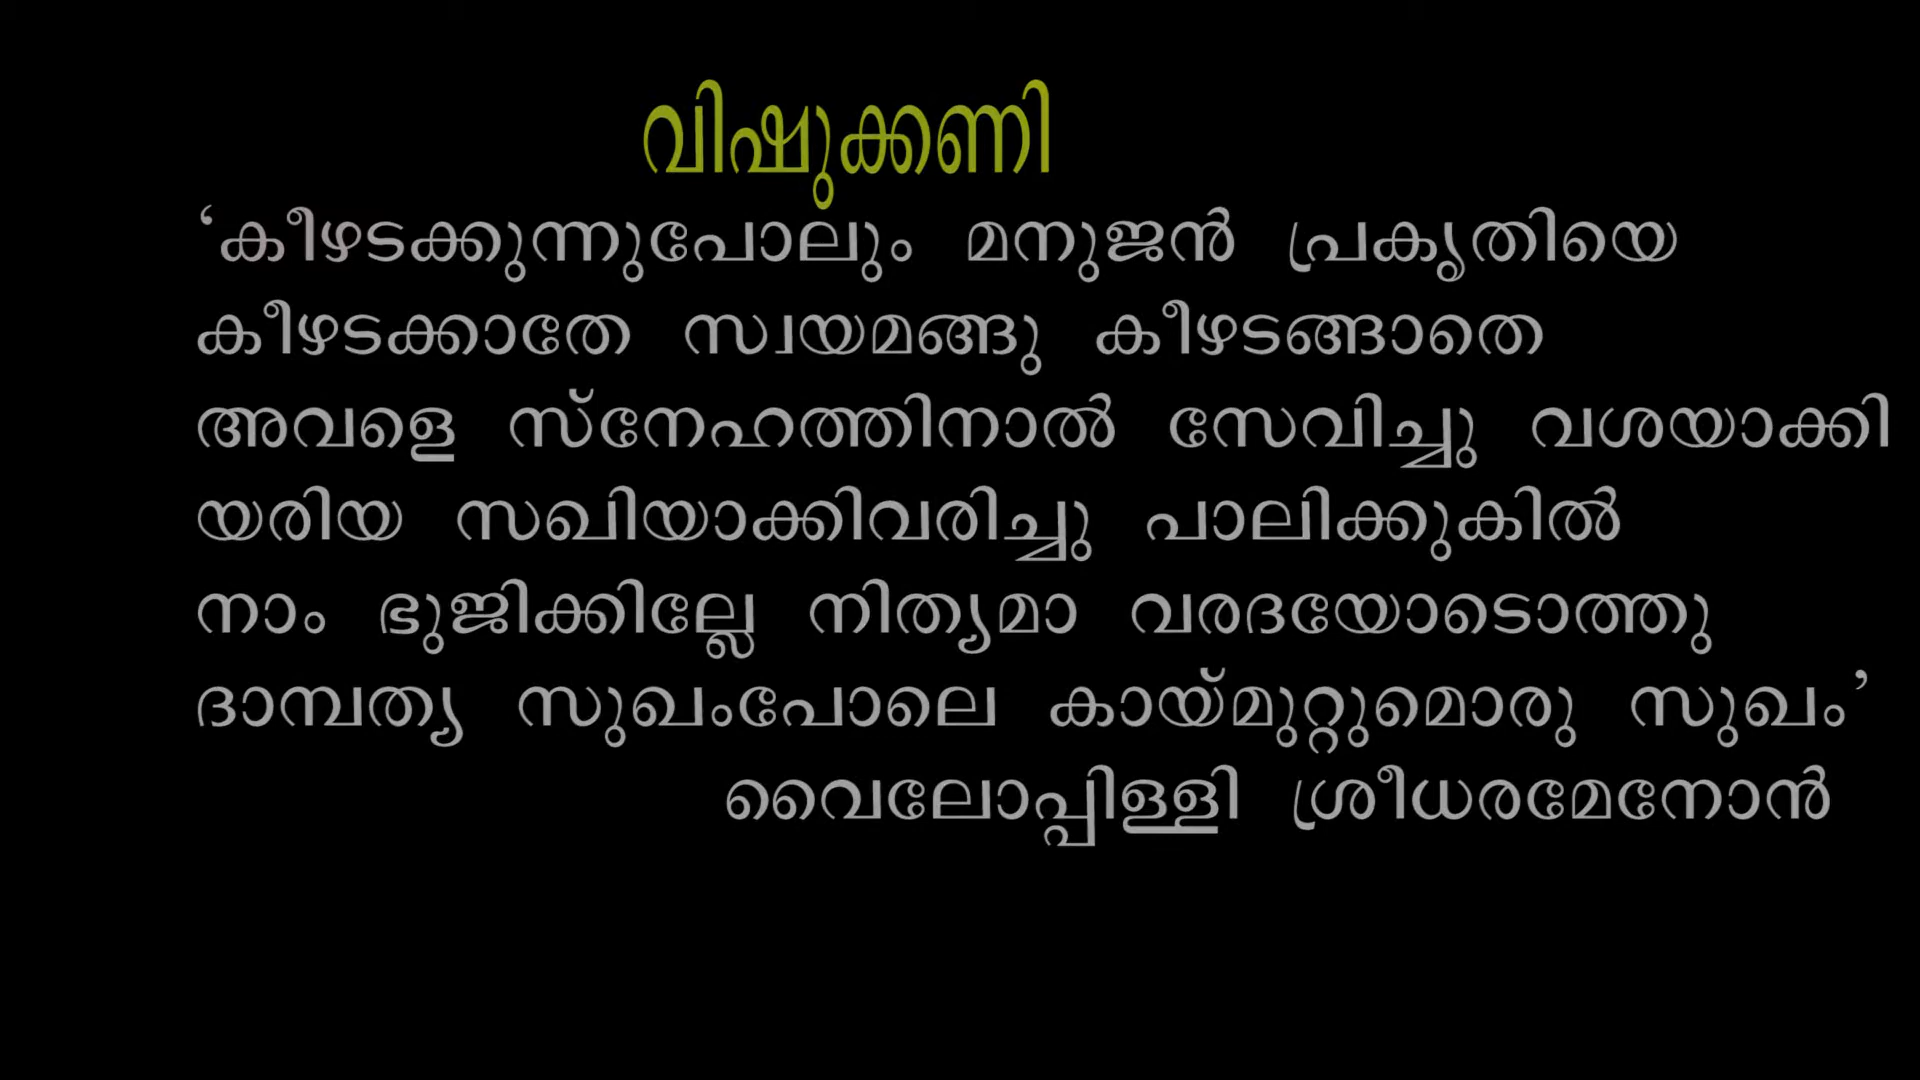 വിഷുക്കണി
‘കീഴടക്കുന്നുപോലും മനുജൻ പ്രകൃതിയെ
കീഴടക്കാതേ സ്വയമങ്ങു കീഴടങ്ങാതെ
അവളെ സ്നേഹത്തിനാൽ സേവിച്ചു വശയാക്കി
യരിയ സഖിയാക്കിവരിച്ചു പാലിക്കുകിൽ
നാം ഭുജിക്കില്ലേ നിത്യമാ വരദയോടൊത്തു
ദാമ്പത്യ സുഖംപോലെ കായ്മുറ്റുമൊരു സുഖം’
വൈലോപ്പിള്ളി ശ്രീധരമേനോൻ